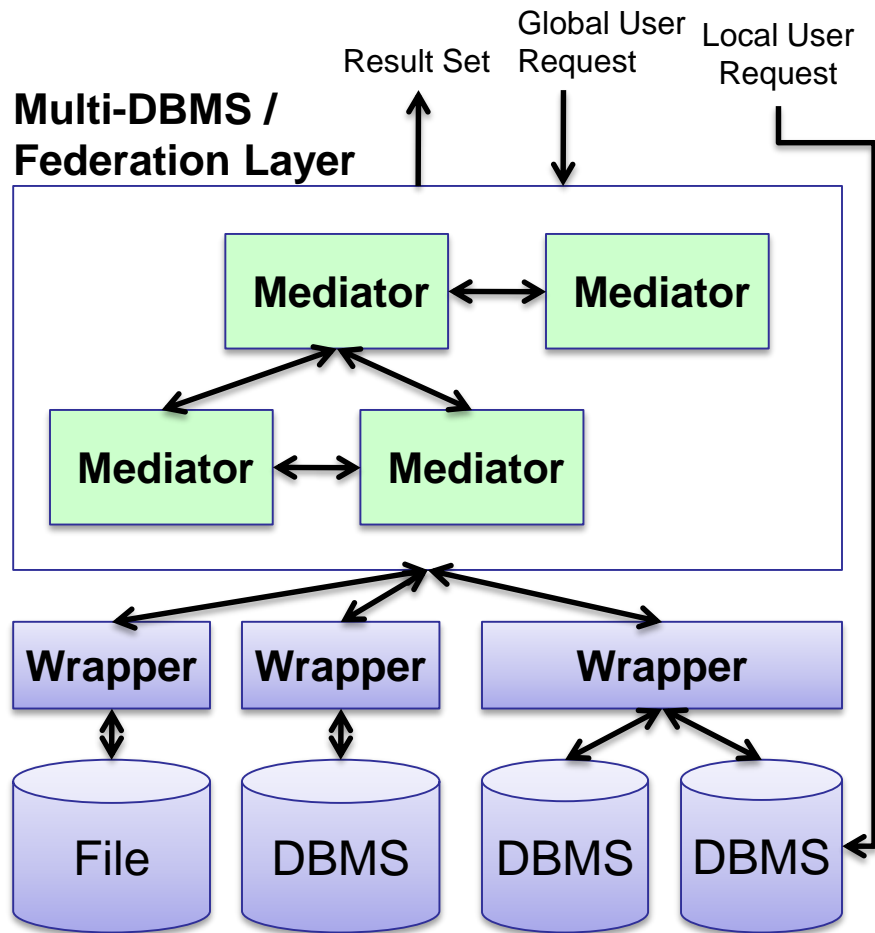 Result Set
Global User
Request
Local User
Request
Multi-DBMS /
Federation Layer
Mediator
Mediator
Mediator
Mediator
Wrapper
Wrapper
Wrapper
File
DBMS
DBMS
DBMS